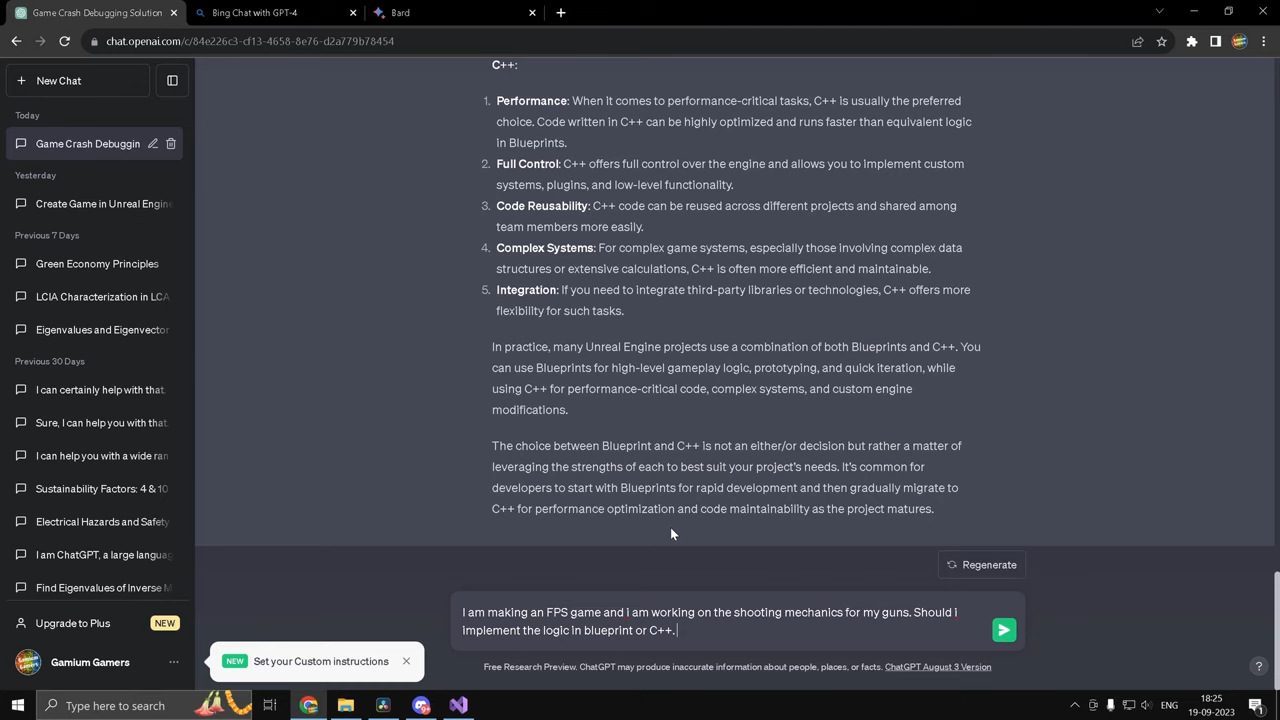 Game Crash Debugging Solution
Bing Chat with GPT-4
Bard
chat.openai.com/c/84e226c3-cf13-4658-8e76-d2a779b78454
New Chat
Today
Game Crash Debuggin
Yesterday
Create Game in Unreal Engine
Previous 7 Days
Green Economy Principles
LCIA Characterization in LCA
Eigenvalues and Eigenvector
Previous 30 Days
I can certainly help with that.
Sure, I can help you with that.
I can help you with a wide ran
Sustainability Factors: 4 & 10
Electrical Hazards and Safety
I am ChatGPT, a large langua
Find Eigenvalues of Inverse M
Upgrade to Plus NEW
Gamium Gamers ...
C++:
1. Performance: When it comes to performance-critical tasks, C++ is usually the preferred
choice. Code written in C++ can be highly optimized and runs faster than equivalent logic
in Blueprints.
2. Full Control: C++ offers full control over the engine and allows you to implement custom
systems, plugins, and low-level functionality.
3. Code Reusability: C++ code can be reused across different projects and shared among
team members more easily.
4. Complex Systems: For complex game systems, especially those involving complex data
structures or extensive calculations, C++ is often more efficient and maintainable.
5. Integration: If you need to integrate third-party libraries or technologies, C++ offers more
flexibility for such tasks.
In practice, many Unreal Engine projects use a combination of both Blueprints and C++. You
can use Blueprints for high-level gameplay logic, prototyping, and quick iteration, while
using C++ for performance-critical code, complex systems, and custom engine
modifications.
The choice between Blueprint and C++ is not an either/or decision but rather a matter of
leveraging the strengths of each to best suit your project's needs. It's common for
developers to start with Blueprints for rapid development and then gradually migrate to
C++ for performance optimization and code maintainability as the project matures.
Regenerate
I am making an FPS game and i am working on the shooting mechanics for my guns. Should i
implement the logic in blueprint or C++.
NEW Set your Custom instructions
Free Research Preview. ChatGPT may produce inaccurate information about people, places, or facts. ChatGPT August 3 Version
?
Type here to search
18:25
19-09-2023